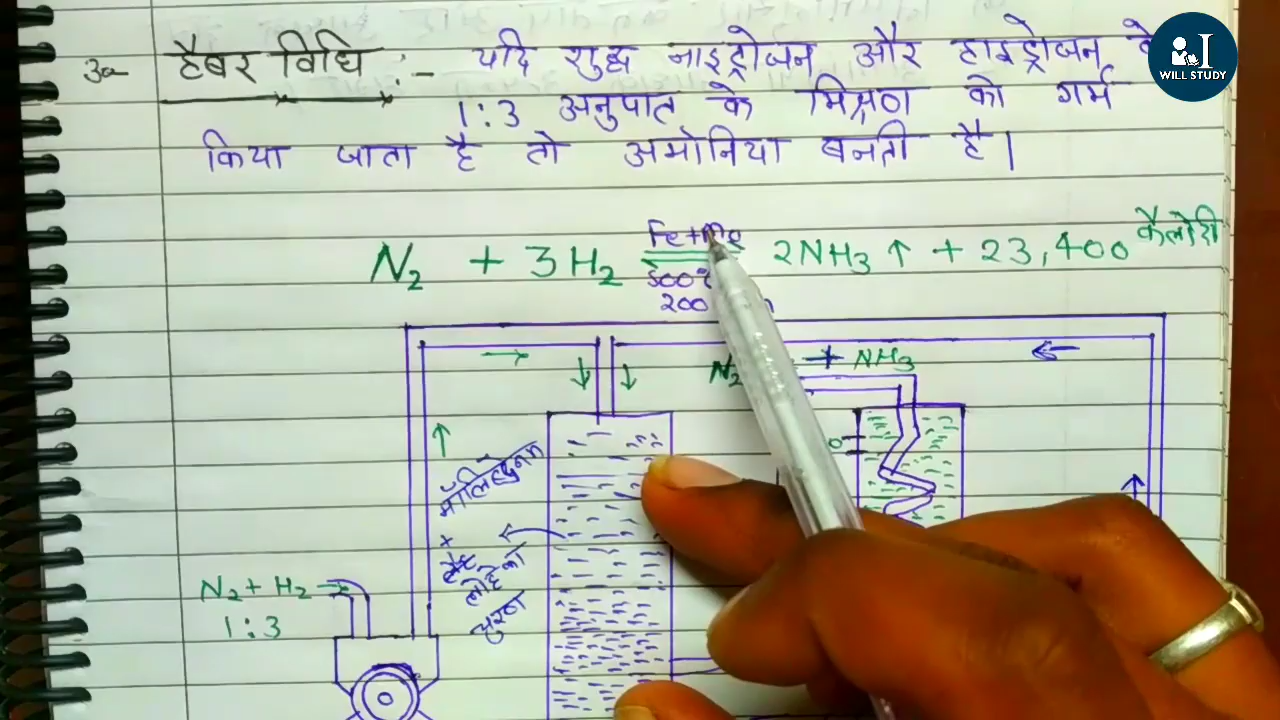 उ०- हैबर विधि :- यदि शुद्ध नाइट्रोजन और हाइड्रोजन के
1:3 अनुपात के मिश्रण को गर्म
किया जाता है तो अमोनिया बनती है।
N₂ + 3H₂ 2NH₃ ↑ + 23,400 कैलोरी
Fe+Mo
500°
200
N₂ + NH₃
मॉलिब्डेनम
+
लोहे का
चूरण
N₂ + H₂
1:3
I
WILL STUDY